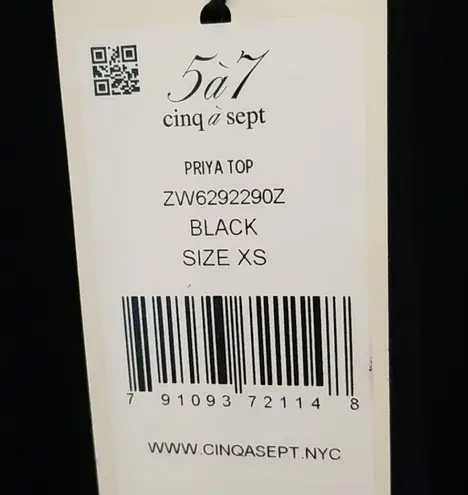 5à7
cinq à sept
PRIYA TOP
ZW6292290Z
BLACK
SIZE XS
7 91093 72114 8
WWW.CINQASEPT.NYC